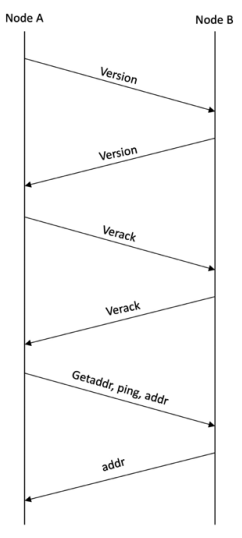 Node A
Node B
Version
Version
Verack
Verack
Getaddr, ping, addr
addr